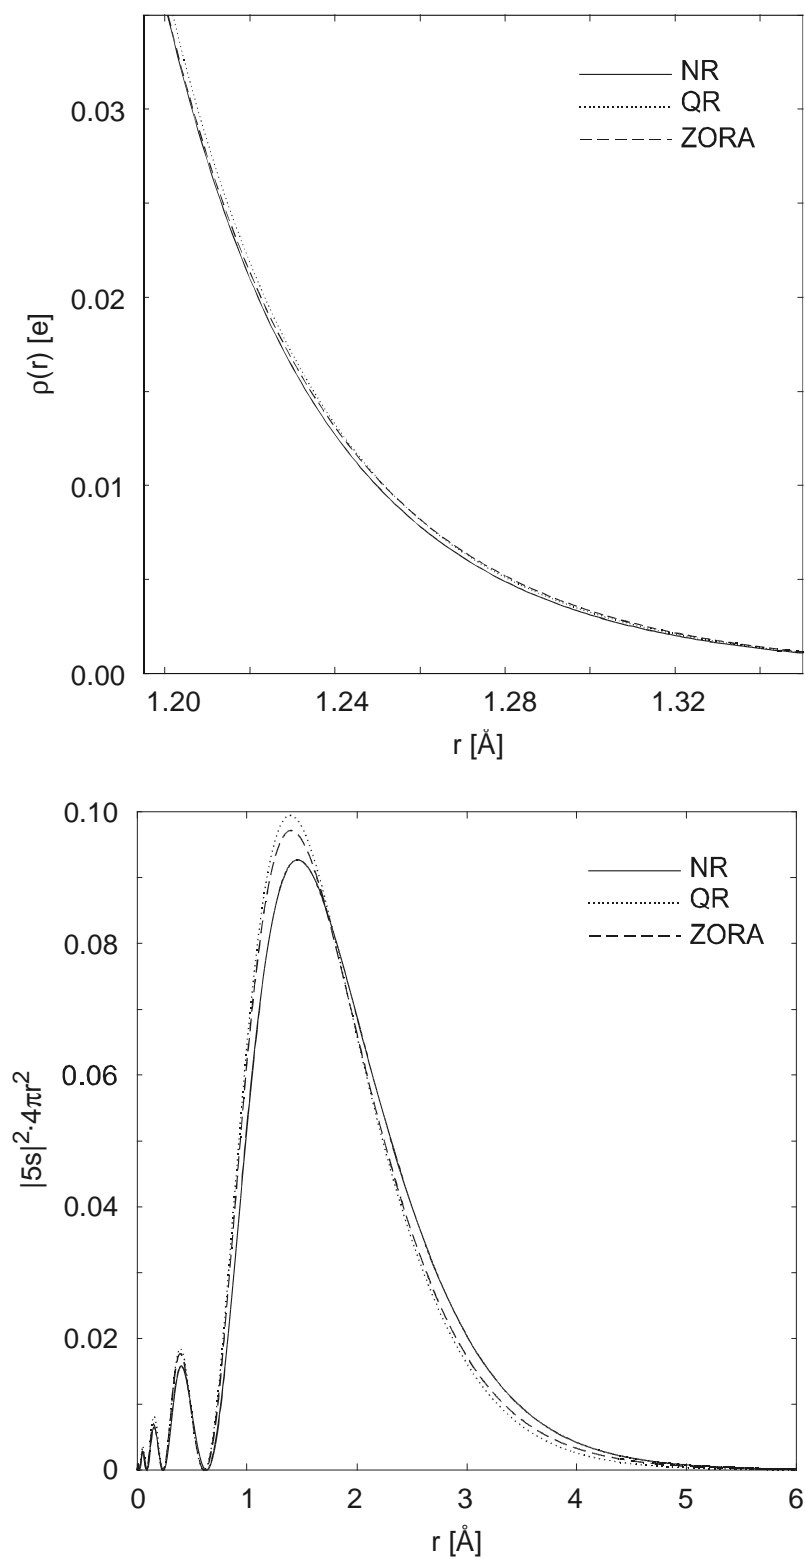 NR
QR
ZORA
0.03
0.02
0.01
0.00
ρ(r) [e]
1.20 1.24 1.28 1.32
r [Å]
NR
QR
ZORA
0.10
0.08
0.06
0.04
0.02
0
|5s|²·4πr²
0 1 2 3 4 5 6
r [Å]